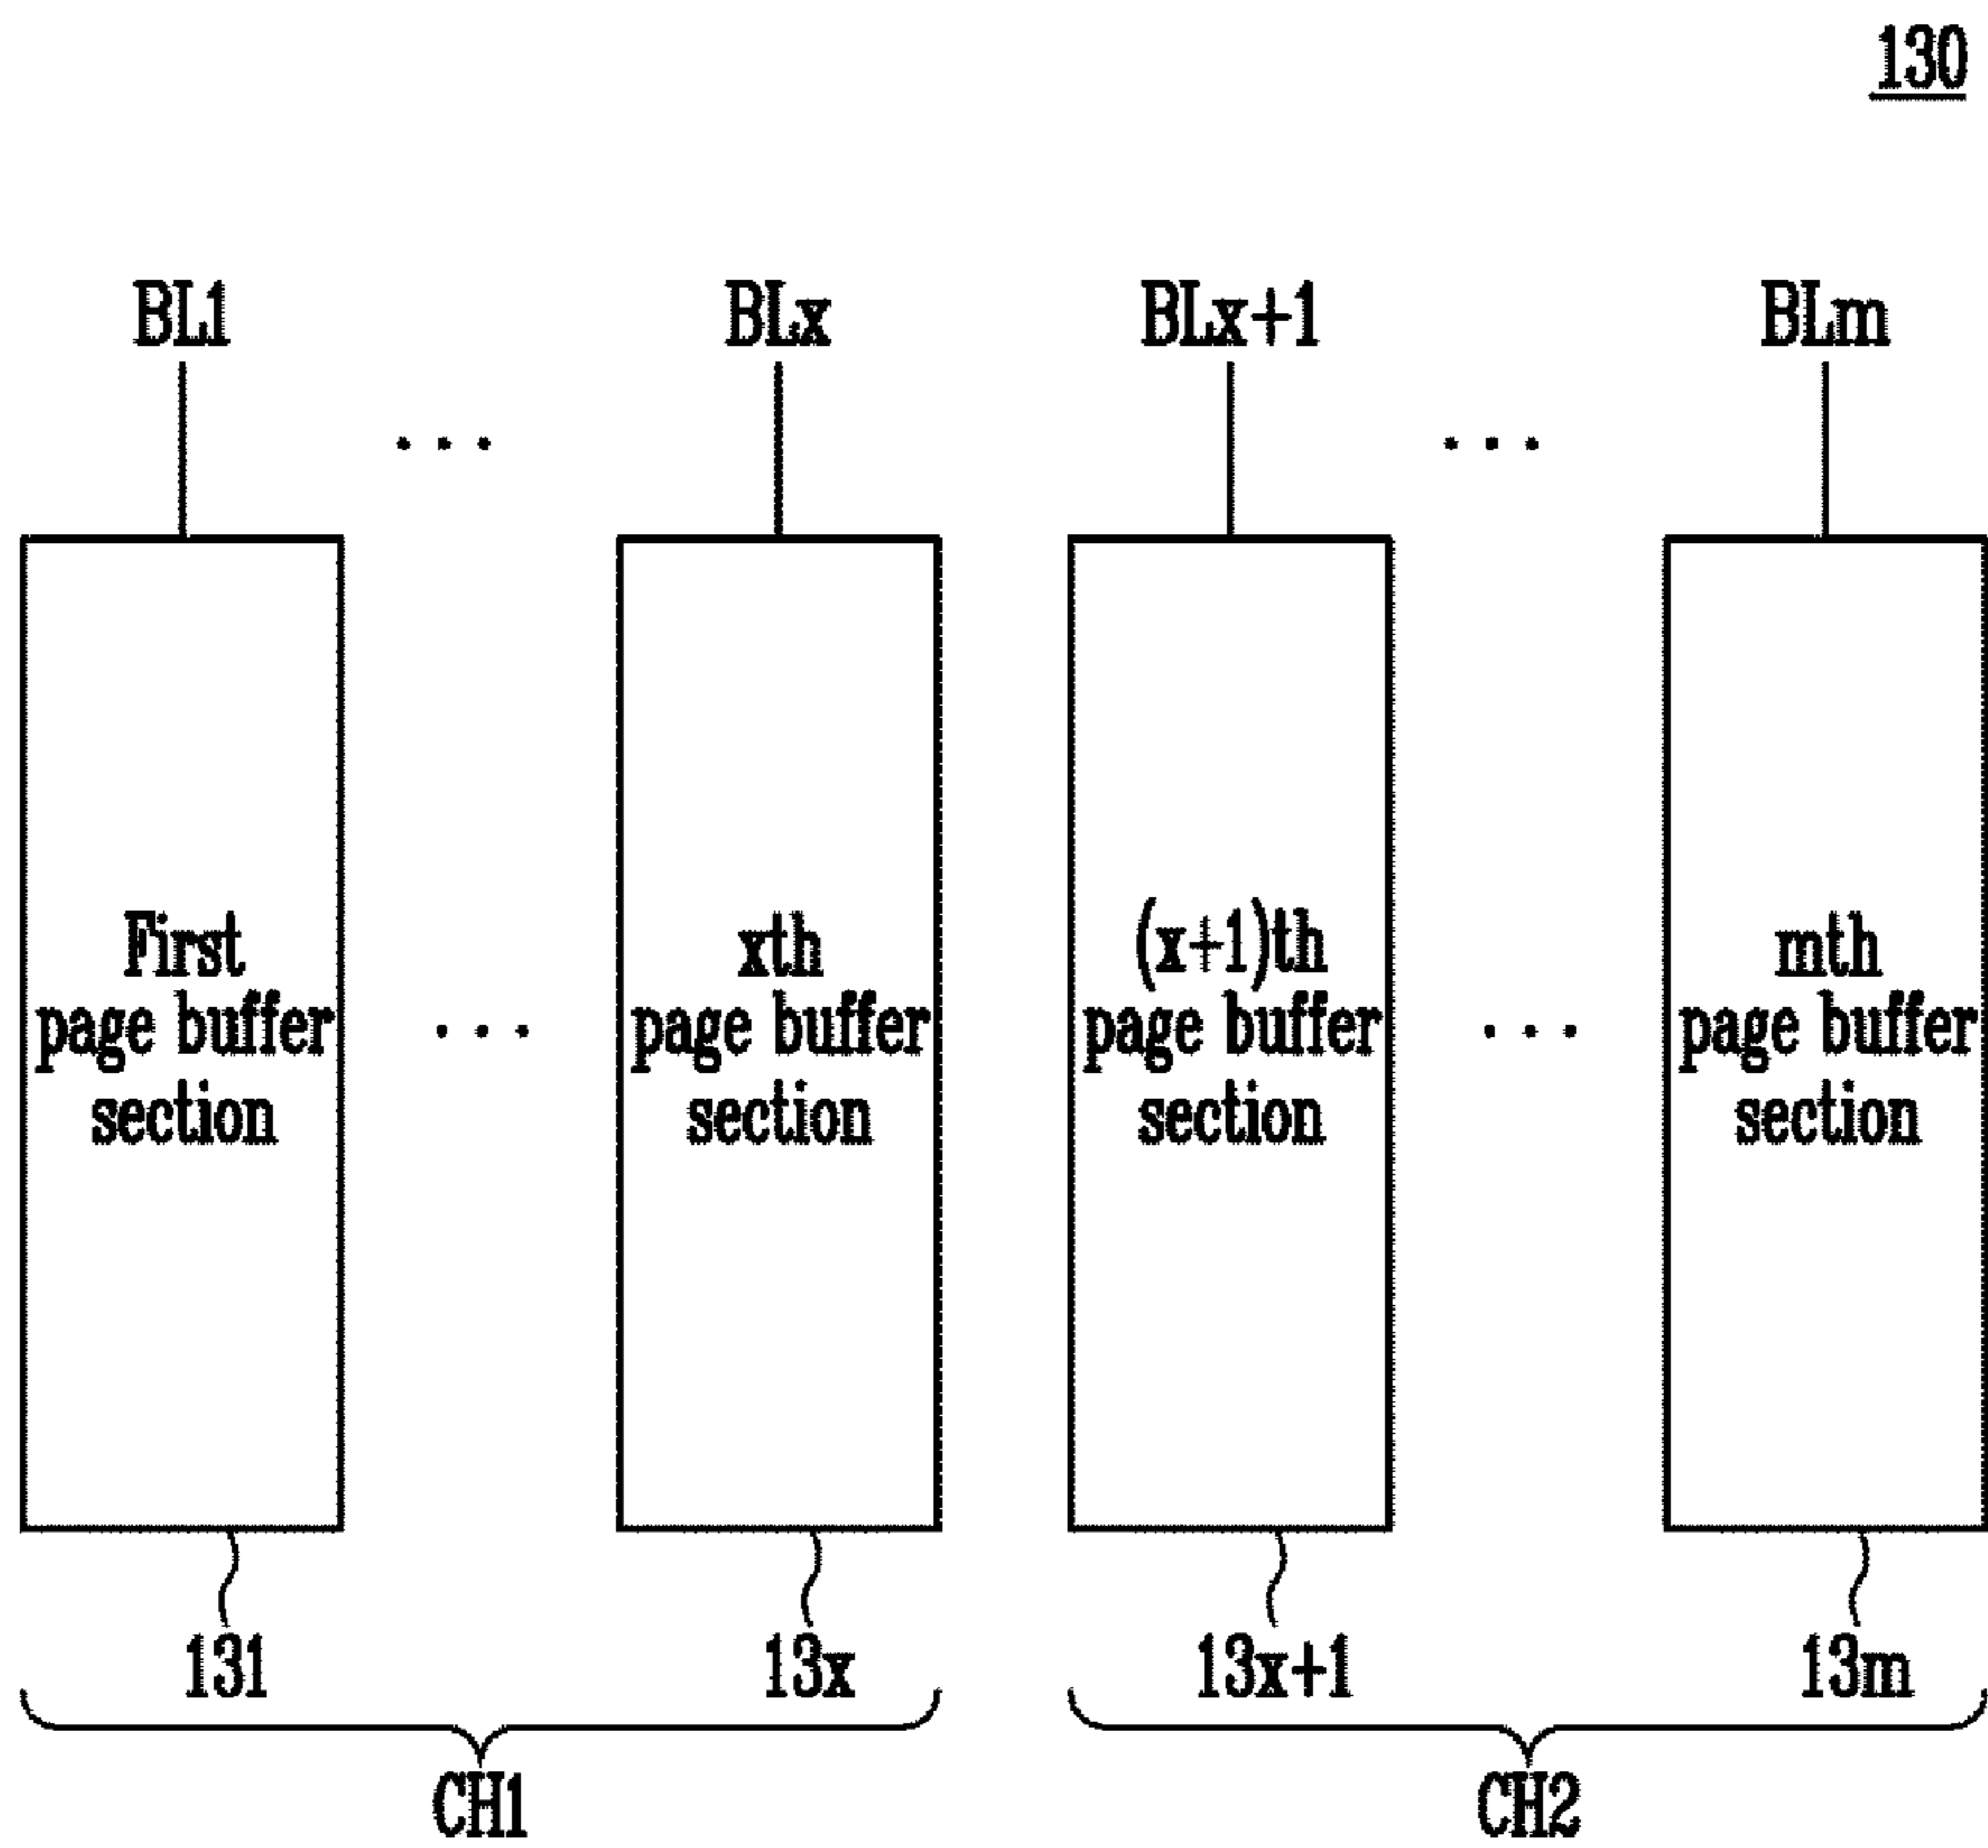 130
BL1 ... BLx BLx+1 ... BLm
First page buffer section
...
xth page buffer section
(x+1)th page buffer section
...
mth page buffer section
131 13x 13x+1 13m
CH1 CH2